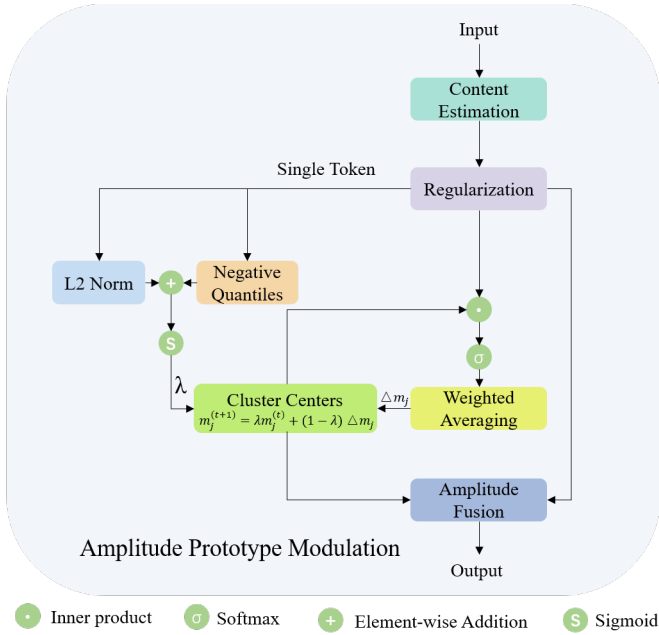 Input
Content
Estimation
Single Token
Regularization
L2 Norm
+
Negative
Quantiles
·
S
σ
λ
Cluster Centers
m_j^{(t+1)} = λm_j^{(t)} + (1 − λ) △m_j
△m_j
Weighted
Averaging
Amplitude
Fusion
Amplitude Prototype Modulation
Output
· Inner product
σ Softmax
+ Element-wise Addition
S Sigmoid